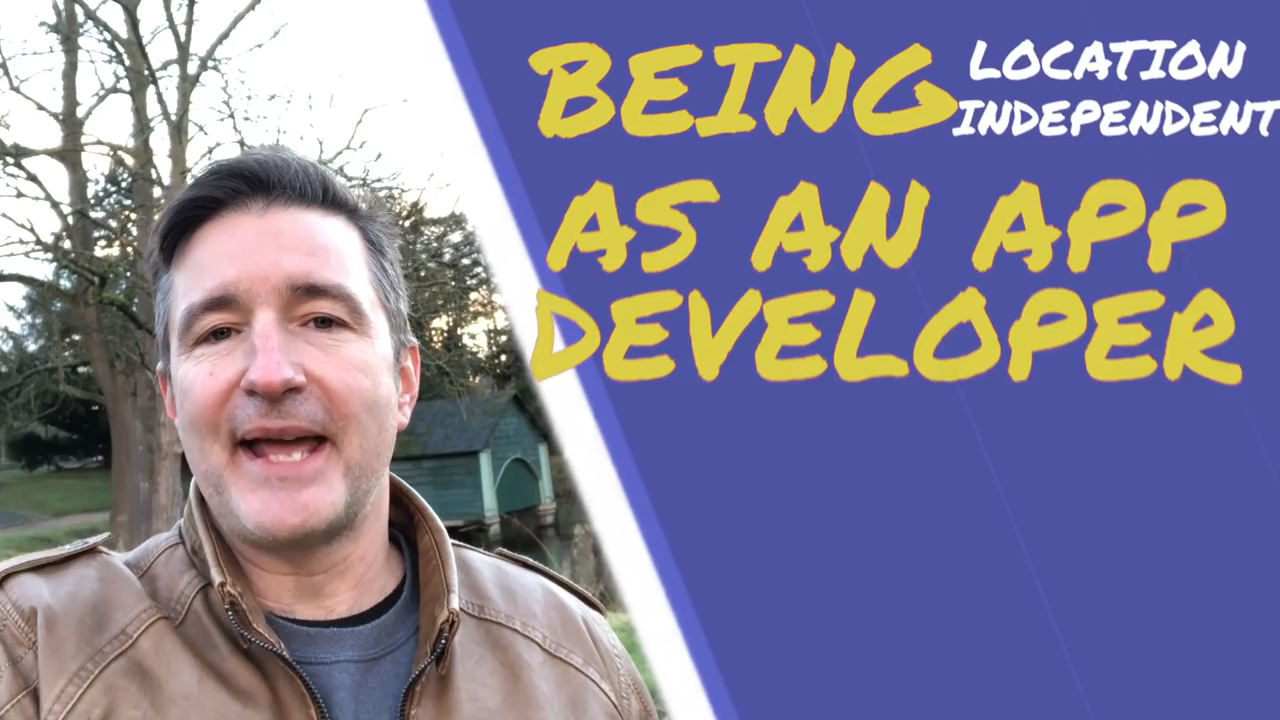 BEING LOCATION
INDEPENDENT
AS AN APP
DEVELOPER